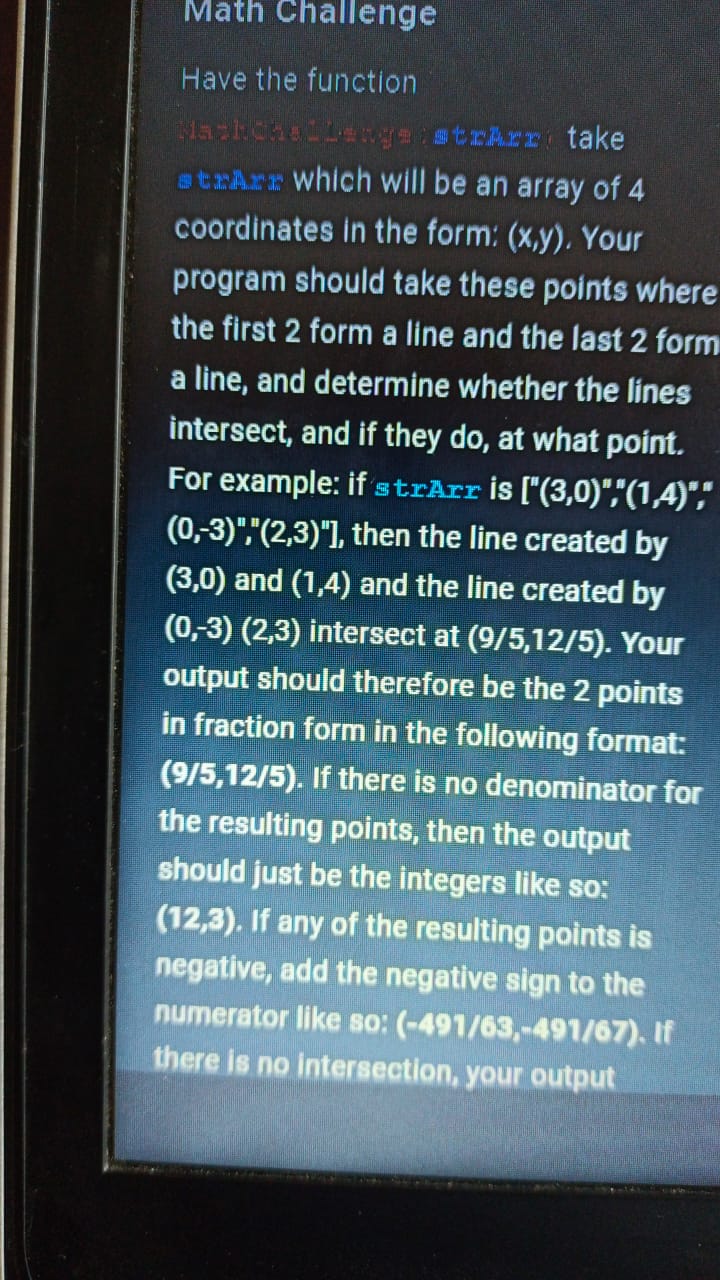 Math Challenge
Have the function
MathChallenge(strArr) take
strArr which will be an array of 4
coordinates in the form: (x,y). Your
program should take these points where
the first 2 form a line and the last 2 form
a line, and determine whether the lines
intersect, and if they do, at what point.
For example: if strArr is ["(3,0)","(1,4)","
(0,-3)","(2,3)"], then the line created by
(3,0) and (1,4) and the line created by
(0,-3) (2,3) intersect at (9/5,12/5). Your
output should therefore be the 2 points
in fraction form in the following format:
(9/5,12/5). If there is no denominator for
the resulting points, then the output
should just be the integers like so:
(12,3). If any of the resulting points is
negative, add the negative sign to the
numerator like so: (-491/63,-491/67). If
there is no intersection, your output